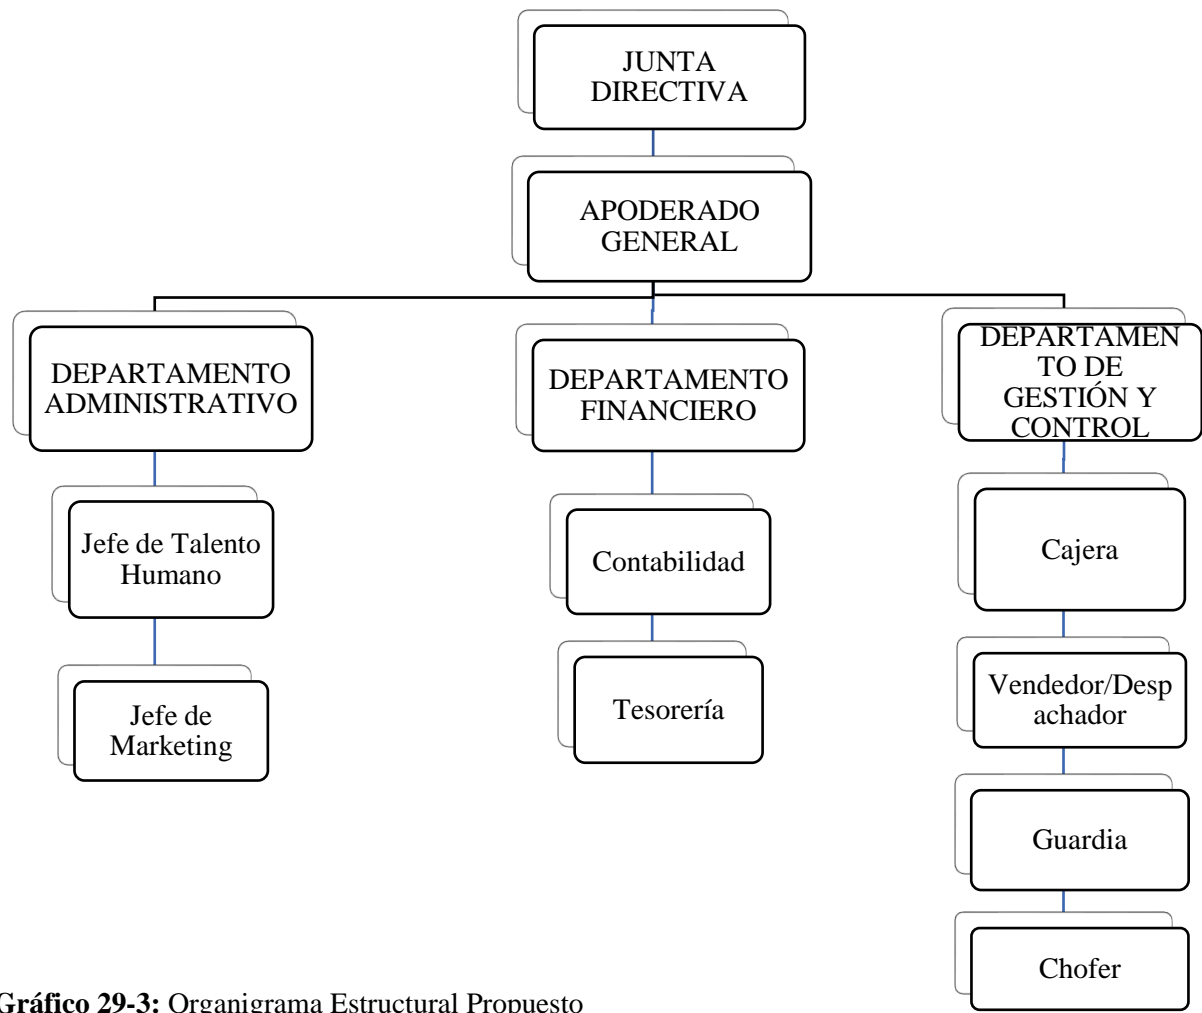 JUNTA
DIRECTIVA
APODERADO
GENERAL
DEPARTAMENTO
ADMINISTRATIVO
DEPARTAMENTO
FINANCIERO
DEPARTAMEN
TO DE
GESTIÓN Y
CONTROL
Jefe de Talento
Humano
Contabilidad
Cajera
Jefe de
Marketing
Tesorería
Vendedor/Desp
achador
Guardia
Chofer
Gráfico 29-3: Organigrama Estructural Propuesto